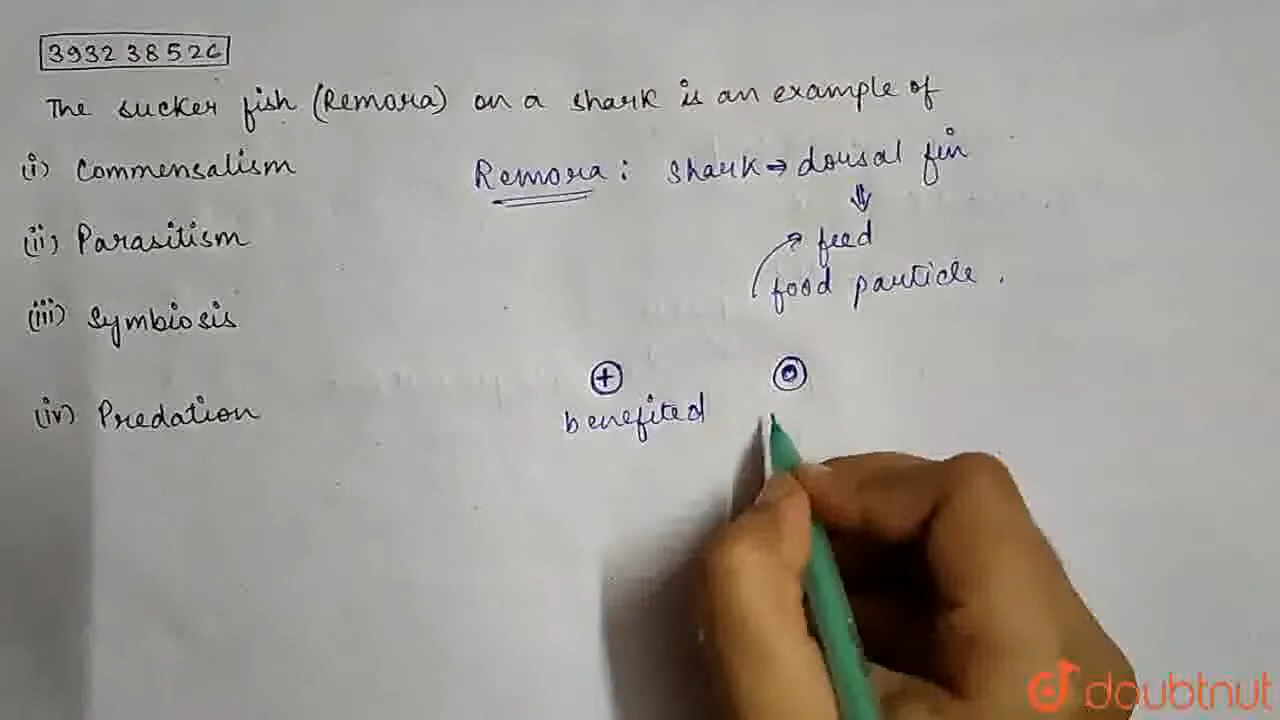 3932 38526
The sucker fish (Remora) on a shark is an example of
(i) Commensalism
Remora : shark → dorsal fin
(ii) Parasitism
feed
food particle.
(iii) Symbiosis
+ 0
(iv) Predation
benefited
doubtnut